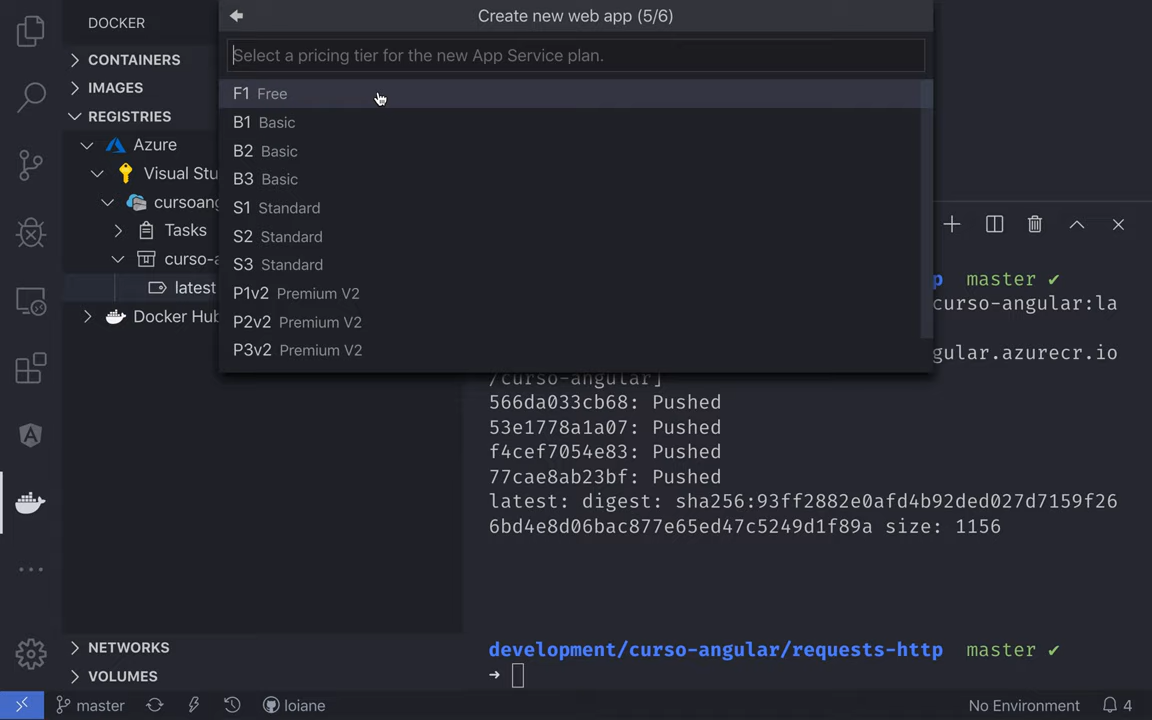 DOCKER
CONTAINERS
IMAGES
REGISTRIES
Azure
Visual Stu
cursoang
Tasks
curso-a
latest
Docker Hub
NETWORKS
VOLUMES
Create new web app (5/6)
Select a pricing tier for the new App Service plan.
F1 Free
B1 Basic
B2 Basic
B3 Basic
S1 Standard
S2 Standard
S3 Standard
P1v2 Premium V2
P2v2 Premium V2
P3v2 Premium V2
p master ✔
curso-angular:la
gular.azurecr.io
/curso-angular]
566da033cb68: Pushed
53e1778a1a07: Pushed
f4cef7054e83: Pushed
77cae8ab23bf: Pushed
latest: digest: sha256:93ff2882e0afd4b92ded027d7159f26
6bd4e8d06bac877e65ed47c5249d1f89a size: 1156
development/curso-angular/requests-http master ✔
→
master
loiane
No Environment
4